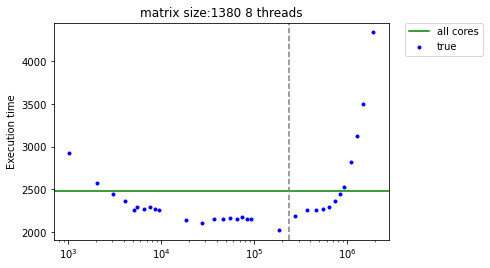 matrix size:1380 8 threads
all cores
true
Execution time
4000
3500
3000
2500
2000
10³ 10⁴ 10⁵ 10⁶